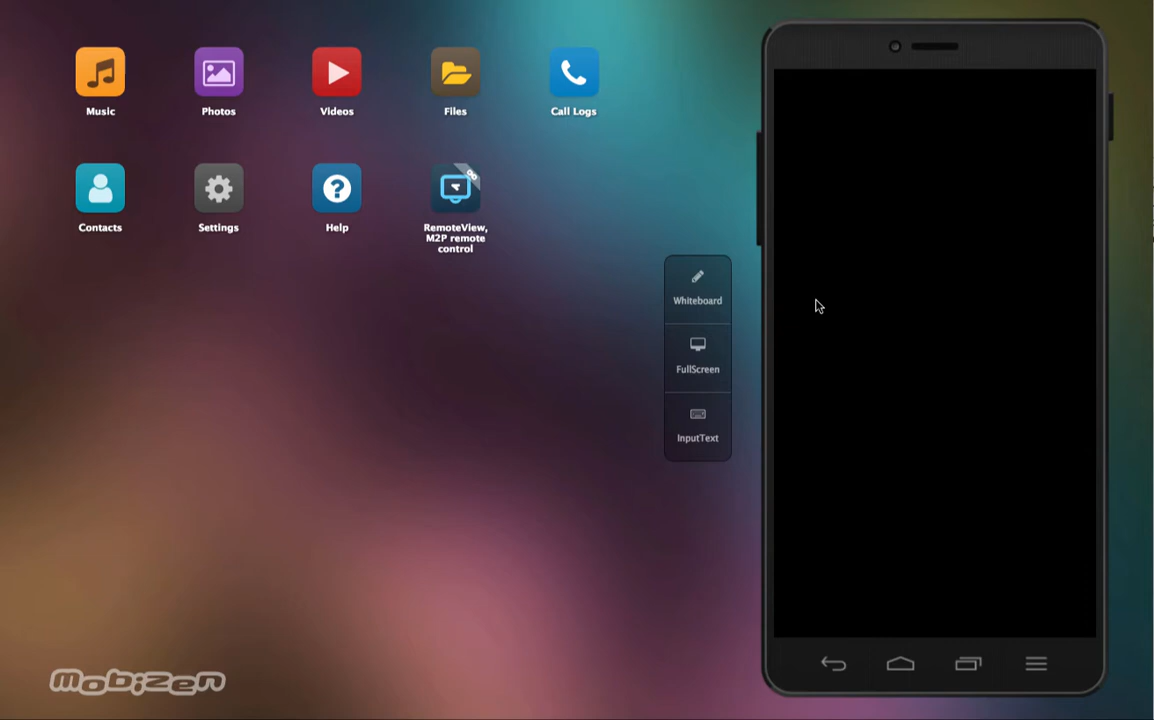 Music
Photos
Videos
Files
Call Logs
Contacts
Settings
Help
RemoteView,
M2P remote
control
Whiteboard
FullScreen
InputText
mobizen